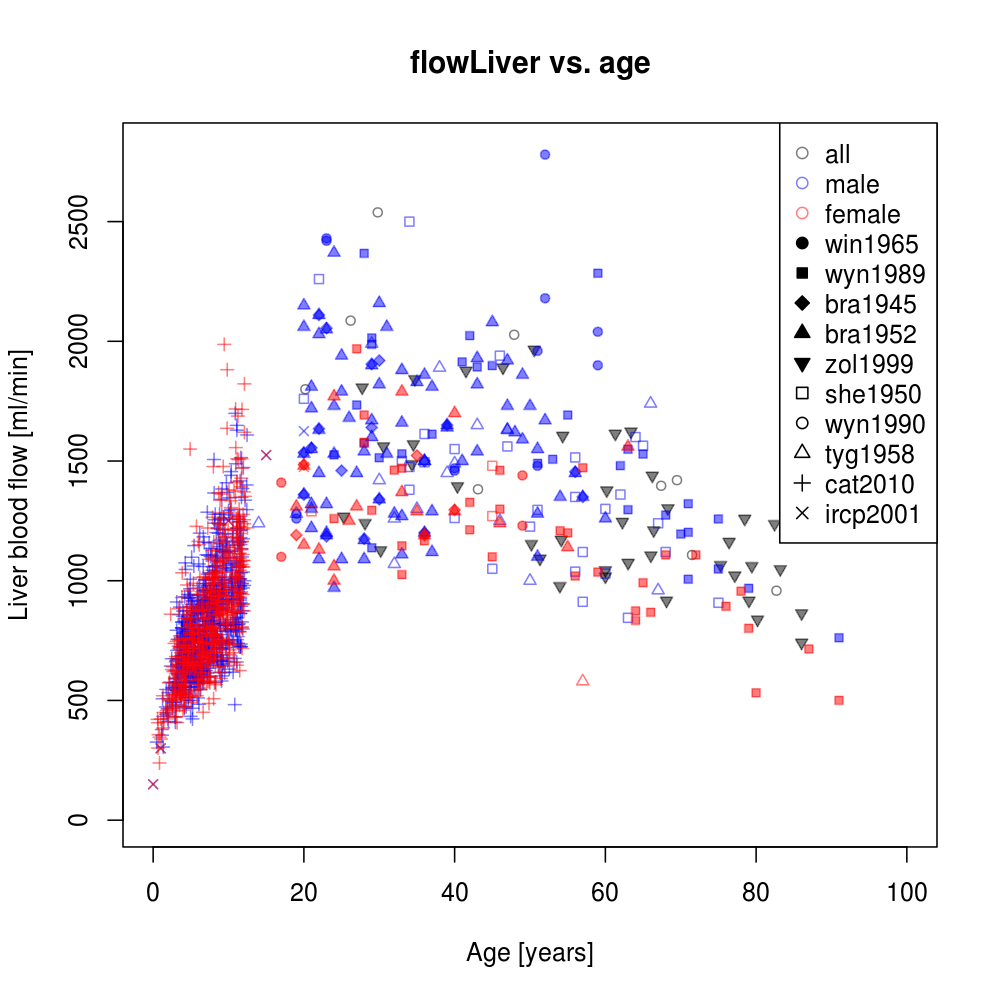 flowLiver vs. age
all
male
female
win1965
wyn1989
bra1945
bra1952
zol1999
she1950
wyn1990
tyg1958
cat2010
ircp2001
Liver blood flow [ml/min]
2500
2000
1500
1000
500
0
0 20 40 60 80 100
Age [years]